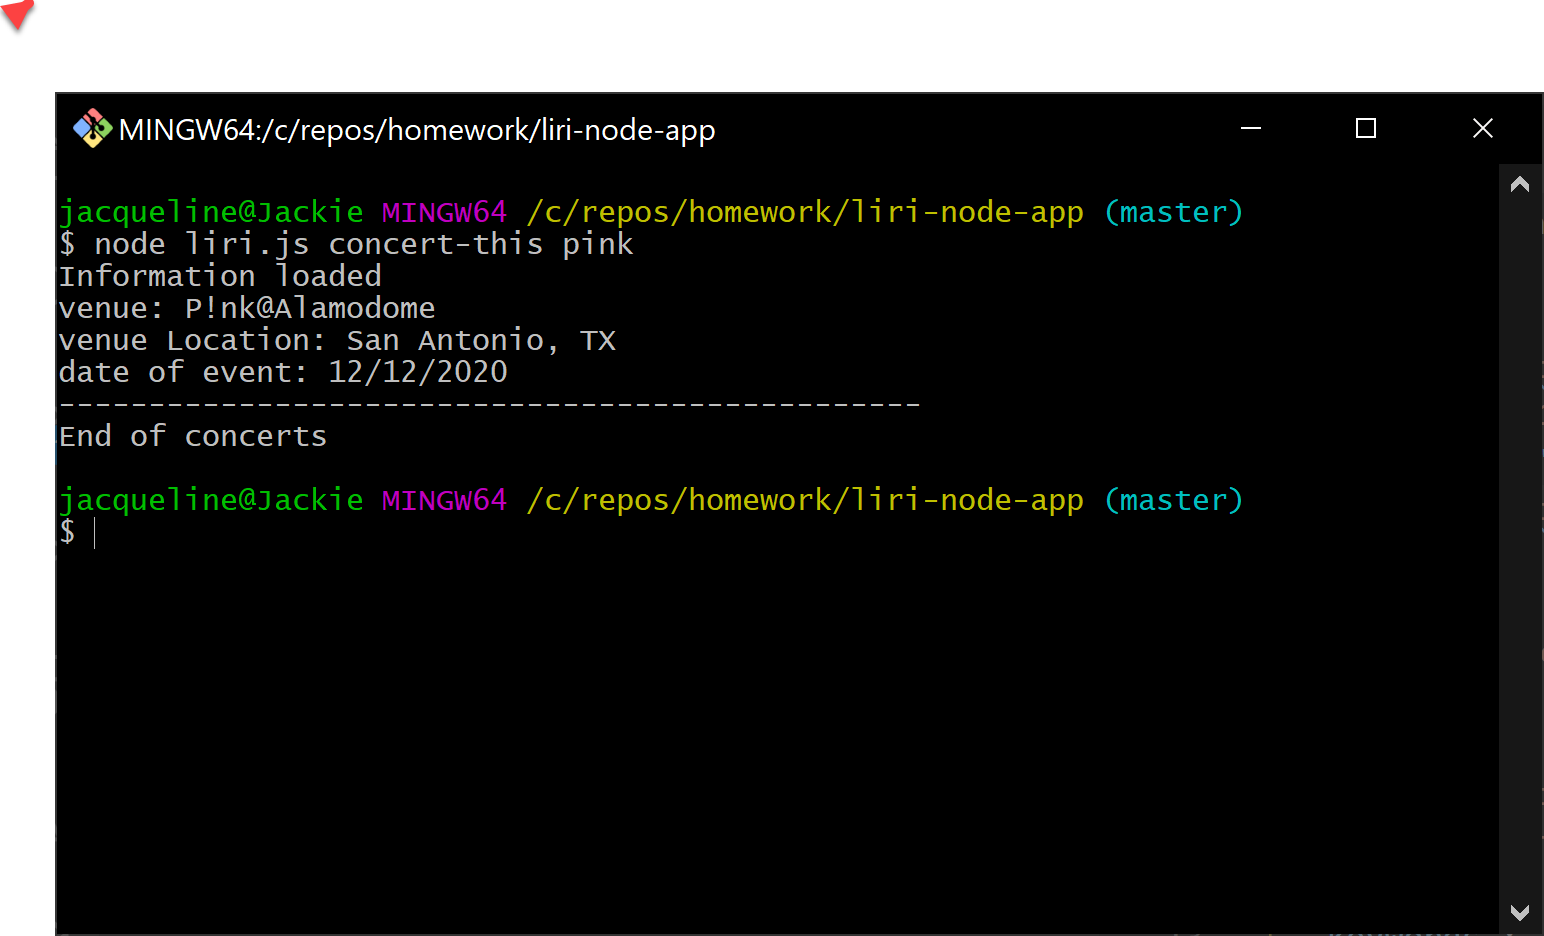 MINGW64:/c/repos/homework/liri-node-app
jacqueline@Jackie MINGW64 /c/repos/homework/liri-node-app (master)
$ node liri.js concert-this pink
Information loaded
venue: P!nk@Alamodome
venue Location: San Antonio, TX
date of event: 12/12/2020
------------------------------------------------
End of concerts
jacqueline@Jackie MINGW64 /c/repos/homework/liri-node-app (master)
$